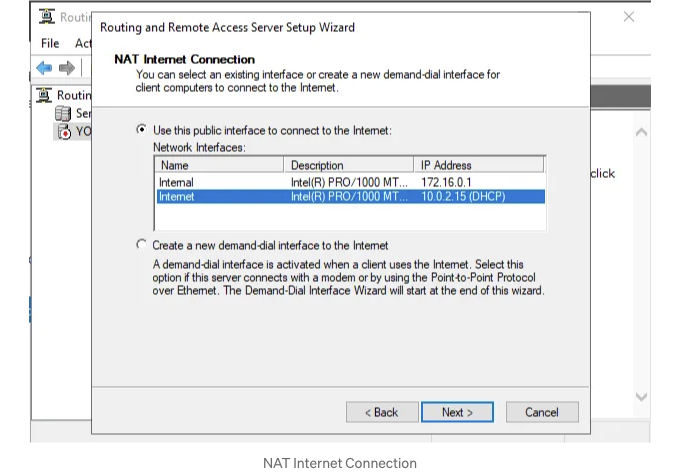 Routi
Routing and Remote Access Server Setup Wizard
File Act
NAT Internet Connection
You can select an existing interface or create a new demand-dial interface for
client computers to connect to the Internet.
Routin
Ser
YO
Use this public interface to connect to the Internet:
Network Interfaces:
Name Description IP Address
Internal Intel(R) PRO/1000 MT... 172.16.0.1
Internet Intel(R) PRO/1000 MT... 10.0.2.15 (DHCP)
click
Create a new demand-dial interface to the Internet
A demand-dial interface is activated when a client uses the Internet. Select this
option if this server connects with a modem or by using the Point-to-Point Protocol
over Ethernet. The Demand-Dial Interface Wizard will start at the end of this wizard.
< Back Next > Cancel
NAT Internet Connection